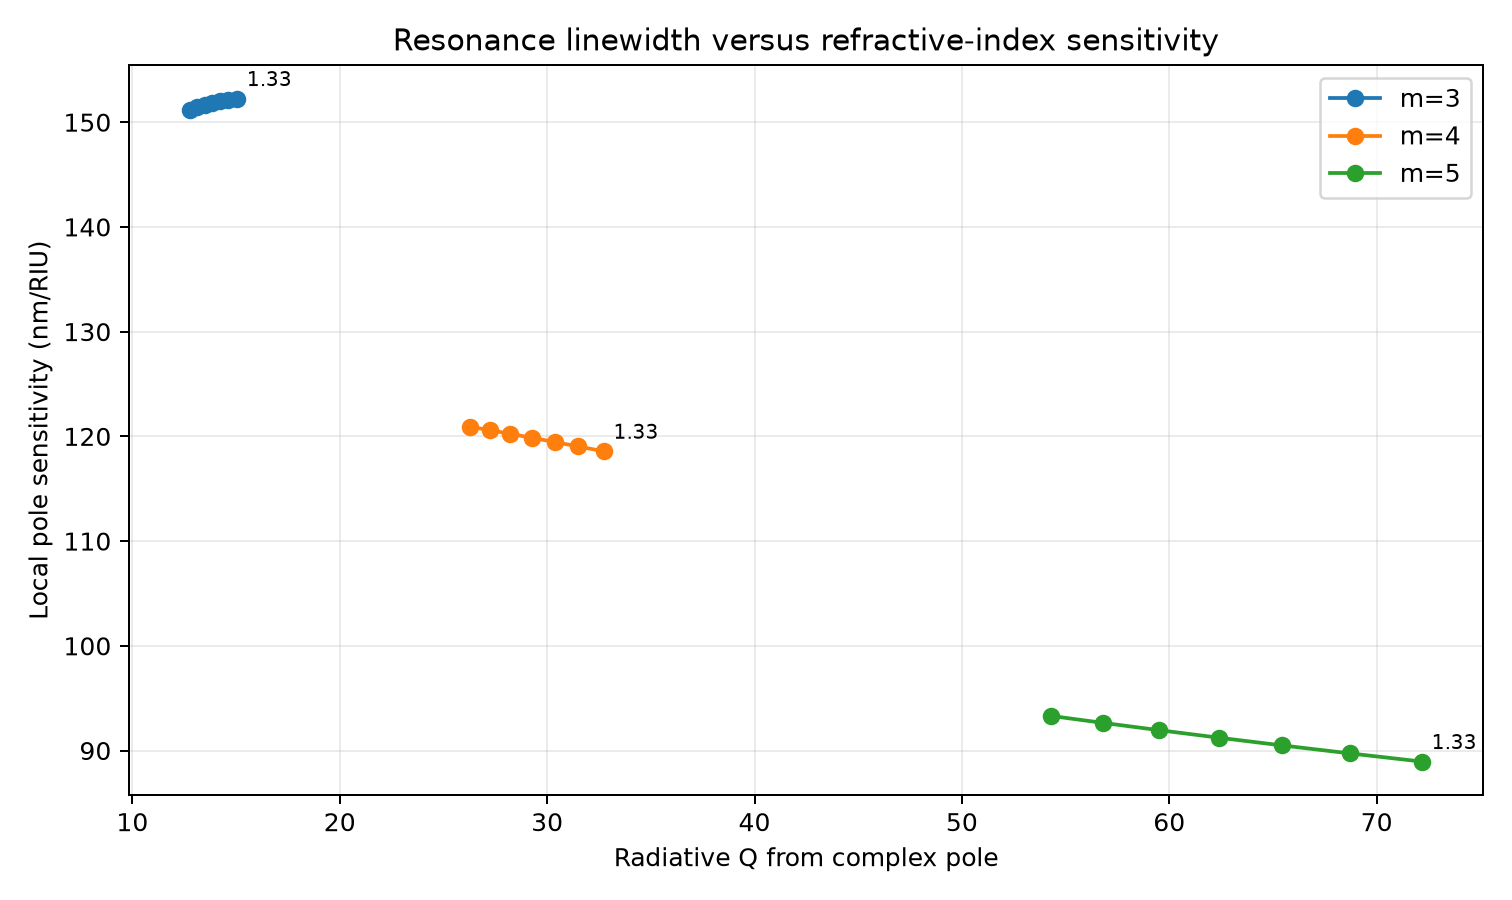 Resonance linewidth versus refractive-index sensitivity
1.33
m=3
m=4
m=5
1.33
1.33
150
140
130
120
110
100
90
Local pole sensitivity (nm/RIU)
10 20 30 40 50 60 70
Radiative Q from complex pole